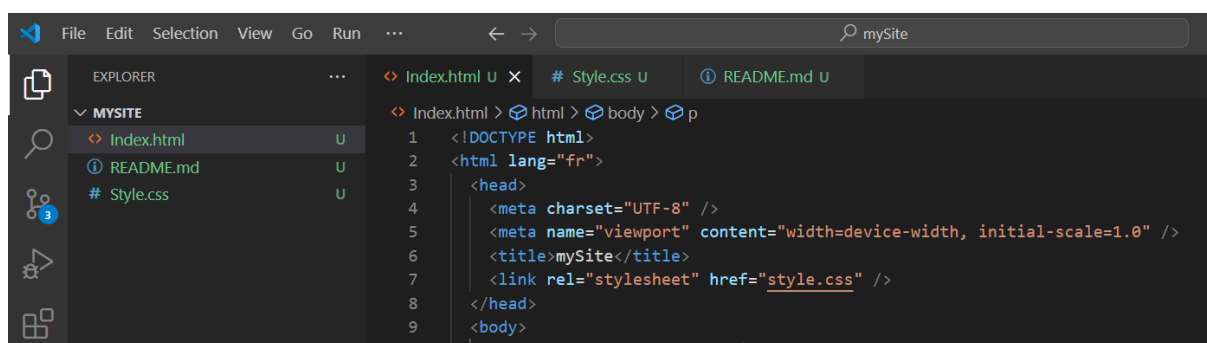 File Edit Selection View Go Run ··· ← → mySite
EXPLORER ···
MYSITE
<> Index.html U
README.md U
# Style.css U
3
<> Index.html U × # Style.css U README.md U
<> Index.html > html > body > p
1 <!DOCTYPE html>
2 <html lang="fr">
3 <head>
4 <meta charset="UTF-8" />
5 <meta name="viewport" content="width=device-width, initial-scale=1.0" />
6 <title>mySite</title>
7 <link rel="stylesheet" href="style.css" />
8 </head>
9 <body>